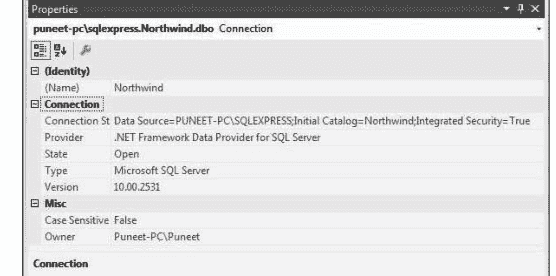 Properties
puneet-pc\sqlexpress.Northwind.dbo Connection
(Identity)
(Name) Northwind
Connection
Connection St Data Source=PUNEET-PC\SQLEXPRESS;Initial Catalog=Northwind;Integrated Security=True
Provider .NET Framework Data Provider for SQL Server
State Open
Type Microsoft SQL Server
Version 10.00.2531
Misc
Case Sensitive False
Owner Puneet-PC\Puneet
Connection